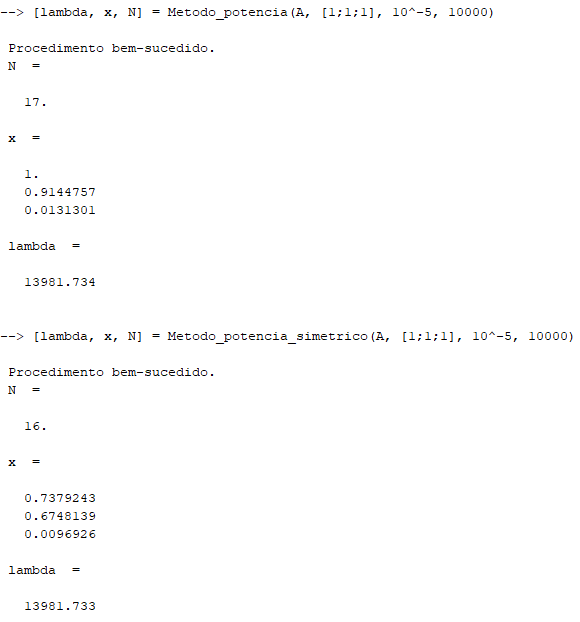 --> [lambda, x, N] = Metodo_potencia(A, [1;1;1], 10^-5, 10000)
Procedimento bem-sucedido.
N  =
17.
x  =
1.
0.9144757
0.0131301
lambda  =
13981.734
--> [lambda, x, N] = Metodo_potencia_simetrico(A, [1;1;1], 10^-5, 10000)
Procedimento bem-sucedido.
N  =
16.
x  =
0.7379243
0.6748139
0.0096926
lambda  =
13981.733